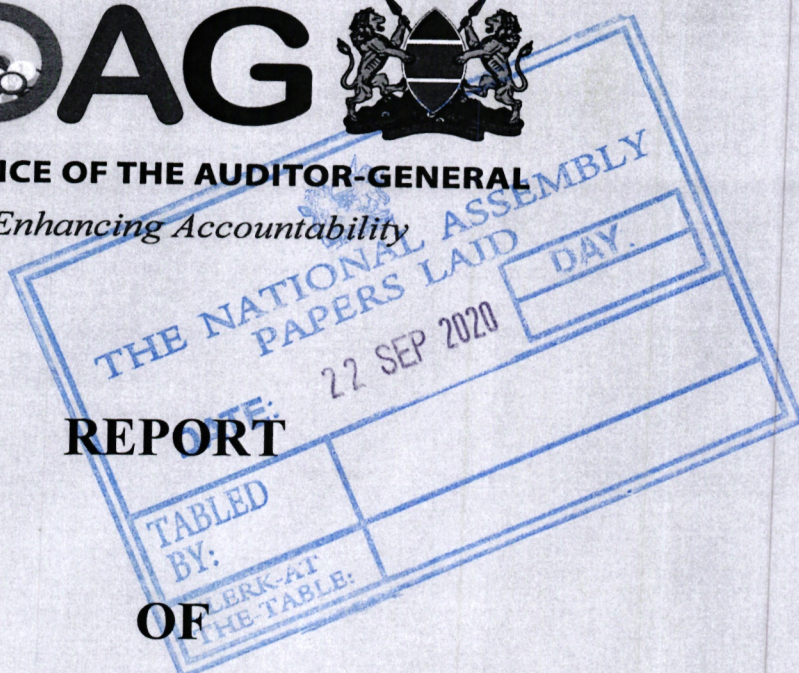 OAG
ICE OF THE AUDITOR-GENERAL
Enhancing Accountability
THE NATIONAL ASSEMBLY
PAPERS LAID
DAY.
DATE:
22 SEP 2020
REPORT
TABLED
BY:
CLERK-AT
THE-TABLE:
OF